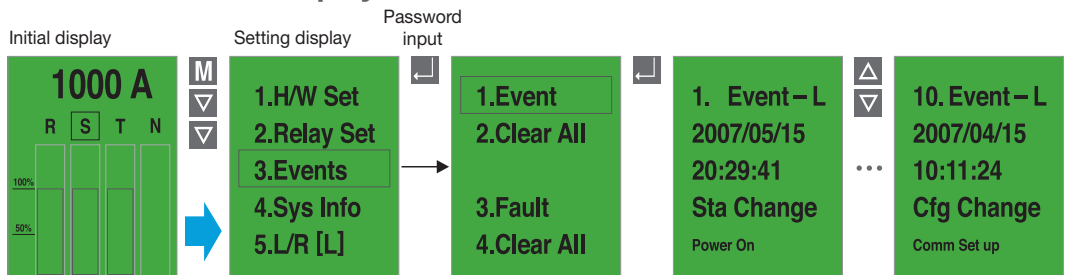 Password
input
Initial display
Setting display
1000 A
R S T N
100%
50%
M
1.H/W Set
2.Relay Set
3.Events
4.Sys Info
5.L/R [L]
1.Event
2.Clear All
3.Fault
4.Clear All
1. Event–L
2007/05/15
20:29:41
Sta Change
Power On
...
10. Event–L
2007/04/15
10:11:24
Cfg Change
Comm Set up